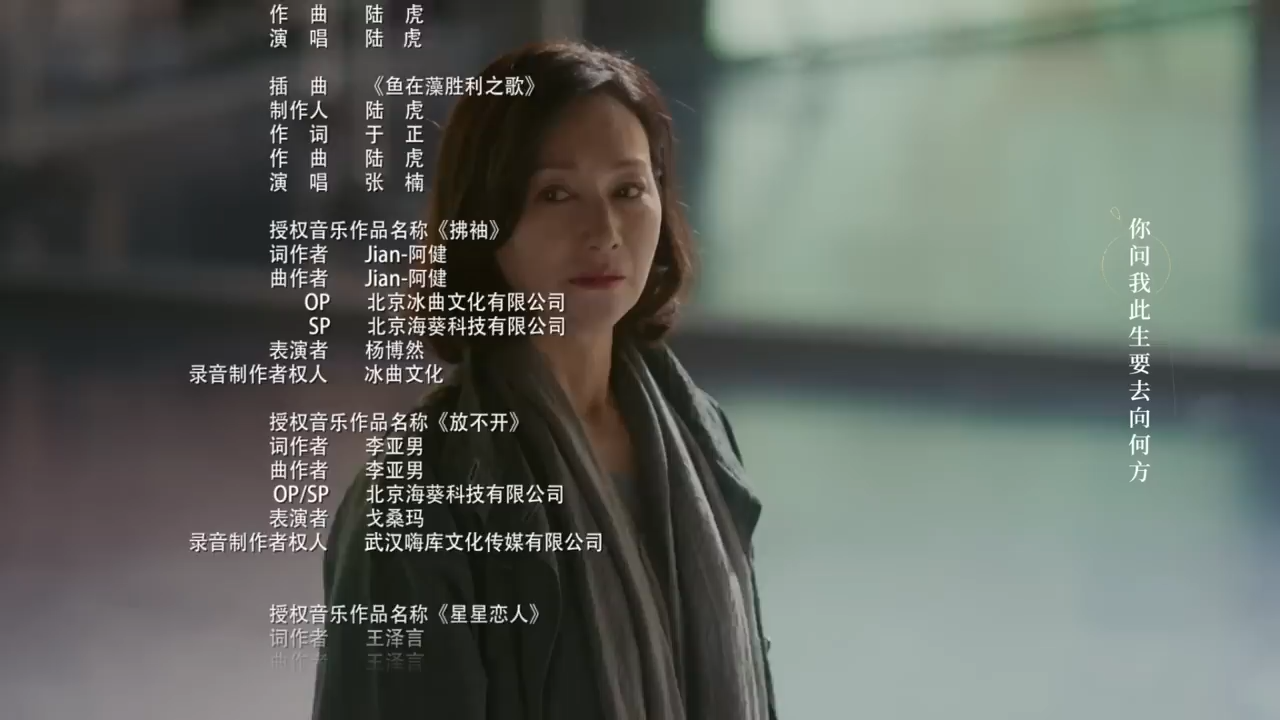 作 曲 陆 虎
演 唱 陆 虎
插 曲 《鱼在藻胜利之歌》
制作人 陆 虎
作 词 于 正
作 曲 陆 虎
演 唱 张 楠
授权音乐作品名称《拂袖》
词作者 Jian-阿健
曲作者 Jian-阿健
OP 北京冰曲文化有限公司
SP 北京海葵科技有限公司
表演者 杨博然
录音制作者权人 冰曲文化
授权音乐作品名称《放不开》
词作者 李亚男
曲作者 李亚男
OP/SP 北京海葵科技有限公司
表演者 戈桑玛
录音制作者权人 武汉嗨库文化传媒有限公司
授权音乐作品名称《星星恋人》
词作者 王泽言
曲作者 王泽言
你问我此生要去向何方